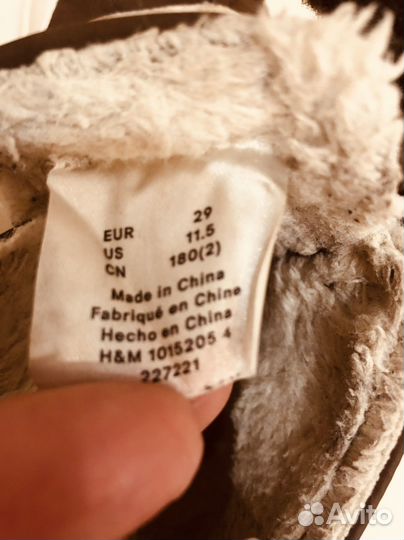 EUR 29
US 11.5
CN 180(2)
Made in China
Fabriqué en Chine
Hecho en China
H&M 1015205 4
227221
Avito